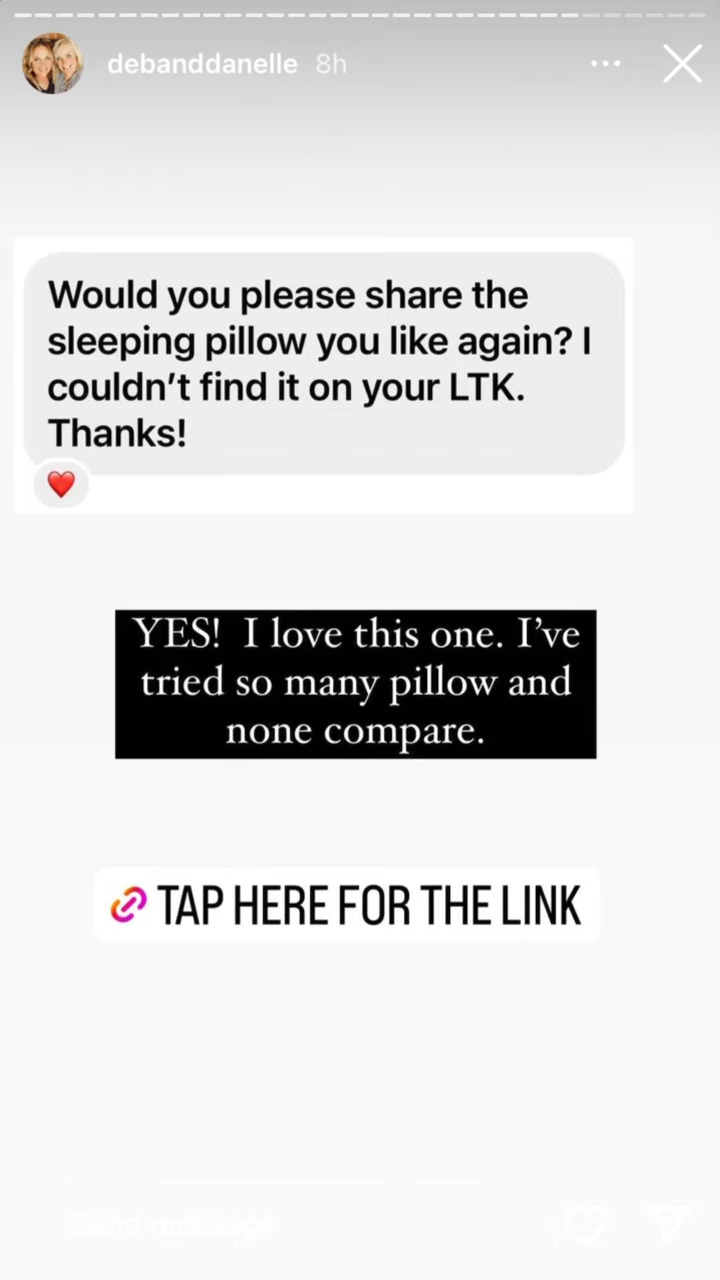 debanddanelle 8h
Would you please share the
sleeping pillow you like again? I
couldn't find it on your LTK.
Thanks!
YES!  I love this one. I've
tried so many pillow and
none compare.
TAP HERE FOR THE LINK